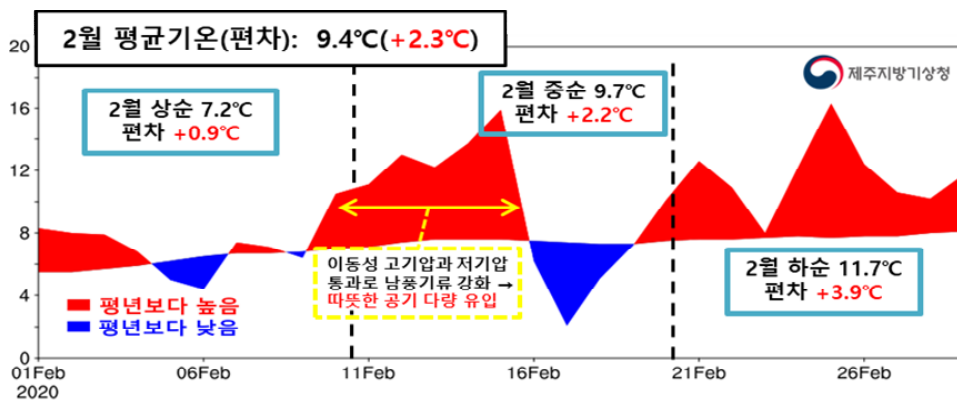 2월 평균기온(편차): 9.4℃(+2.3℃)
제주지방기상청
2월 상순 7.2℃
편차 +0.9℃
2월 중순 9.7℃
편차 +2.2℃
이동성 고기압과 저기압
통과로 남풍기류 강화 →
따뜻한 공기 다량 유입
2월 하순 11.7℃
편차 +3.9℃
평년보다 높음
평년보다 낮음
20
16
12
8
4
0
01Feb 06Feb 11Feb 16Feb 21Feb 26Feb
2020